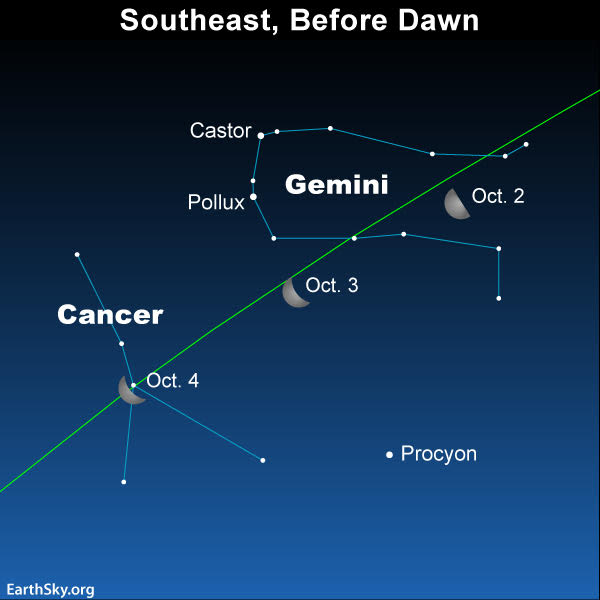 Southeast, Before Dawn
Castor
Gemini
Pollux
Oct. 2
Oct. 3
Cancer
Oct. 4
Procyon
EarthSky.org